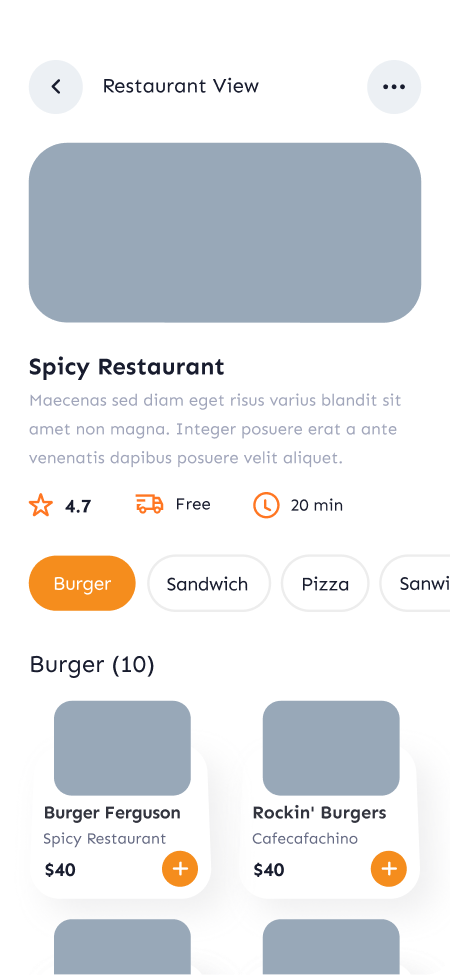 Restaurant View
Spicy Restaurant
Maecenas sed diam eget risus varius blandit sit
amet non magna. Integer posuere erat a ante
venenatis dapibus posuere velit aliquet.
4.7 Free 20 min
Burger Sandwich Pizza Sanwi
Burger (10)
Burger Ferguson
Spicy Restaurant
$40
Rockin' Burgers
Cafecafachino
$40